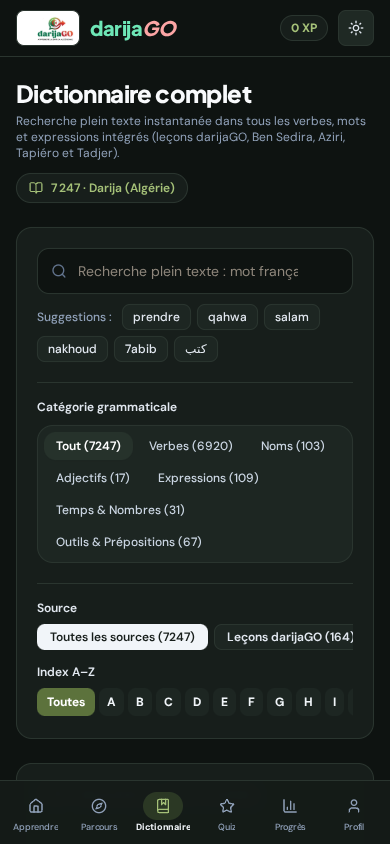 darijaGO
darijaGO
0 XP
Dictionnaire complet
Recherche plein texte instantanée dans tous les verbes, mots
et expressions intégrés (leçons darijaGO, Ben Sedira, Aziri,
Tapiéro et Tadjer).
7 247 · Darija (Algérie)
Recherche plein texte : mot frança
Suggestions : prendre qahwa salam
nakhoud 7abib كتب
Catégorie grammaticale
Tout (7247) Verbes (6920) Noms (103)
Adjectifs (17) Expressions (109)
Temps & Nombres (31)
Outils & Prépositions (67)
Source
Toutes les sources (7247) Leçons darijaGO (164)
Index A–Z
Toutes A B C D E F G H I
Apprendre Parcours Dictionnaire Quiz Progrès Profil